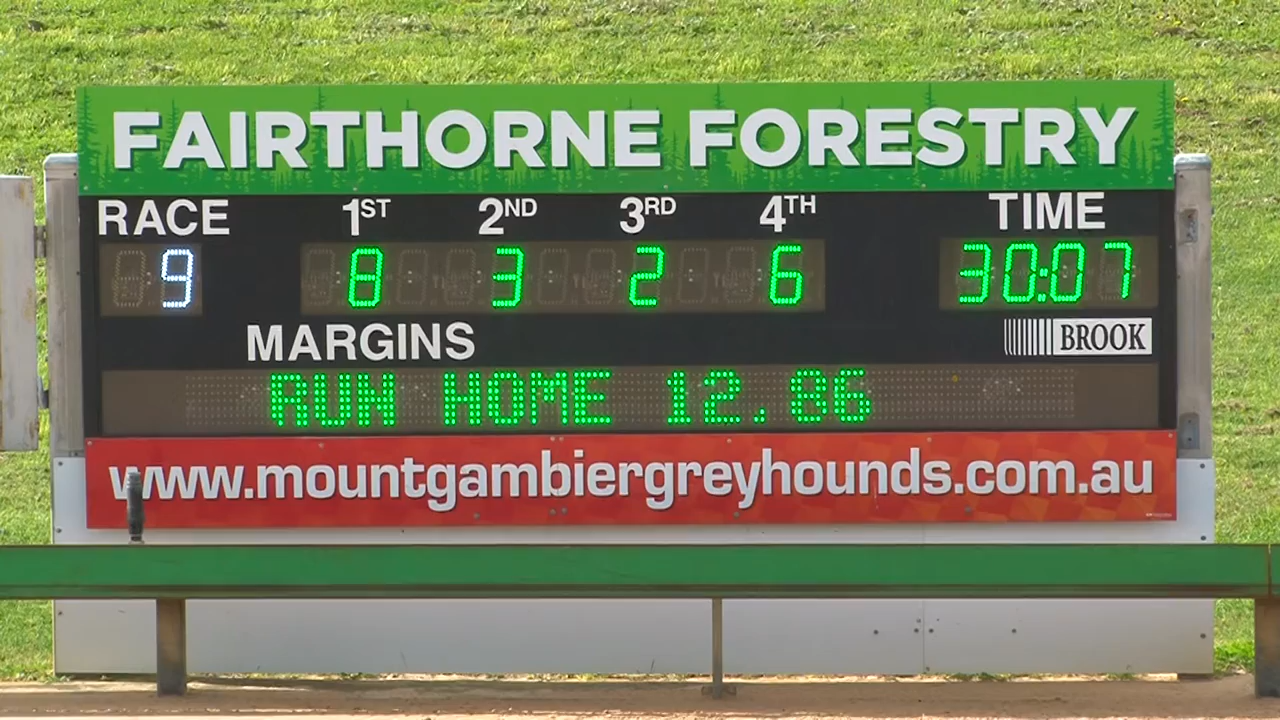 FAIRTHORNE FORESTRY
RACE 1ST 2ND 3RD 4TH TIME
9 8 3 2 6 30:07
MARGINS BROOK
RUN HOME 12.86
www.mountgambiergreyhounds.com.au